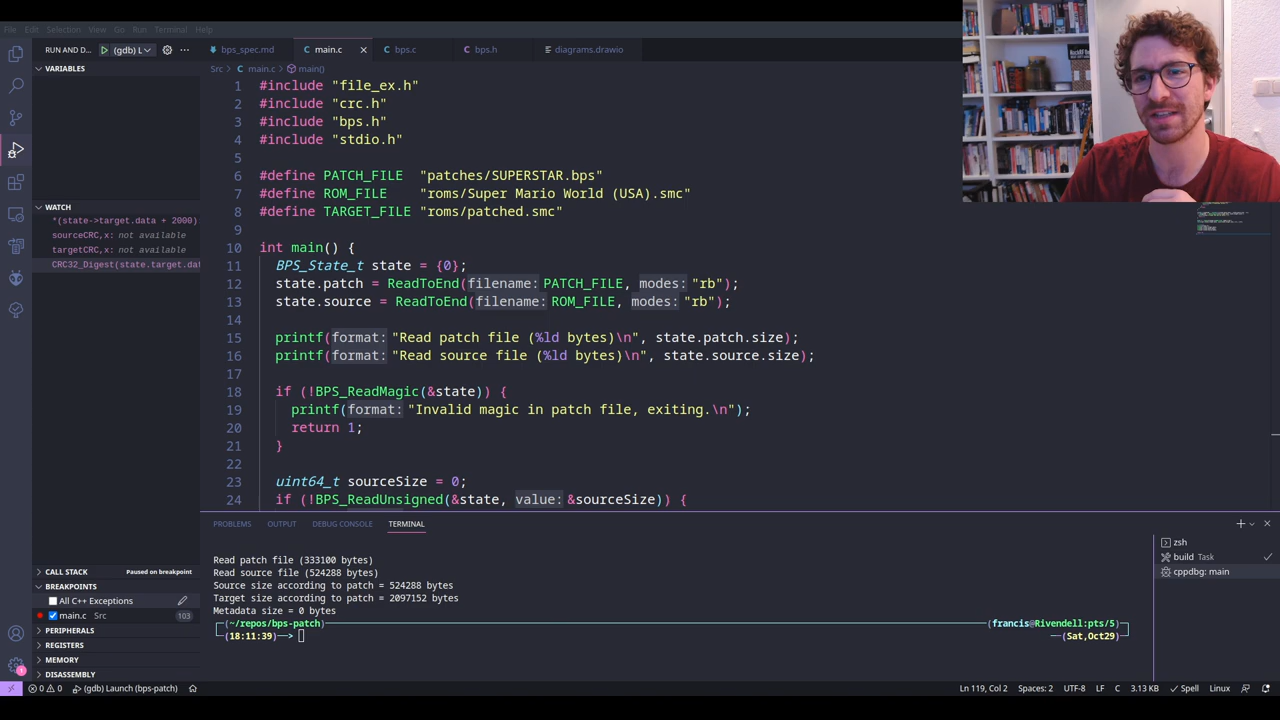 File Edit Selection View Go Run Terminal Help
RUN AND D... (gdb) L ... bps_spec.md main.c bps.c bps.h diagrams.drawio
VARIABLES
Src > main.c > main()
1 #include "file_ex.h"
2 #include "crc.h"
3 #include "bps.h"
4 #include "stdio.h"
5
6 #define PATCH_FILE "patches/SUPERSTAR.bps"
7 #define ROM_FILE "roms/Super Mario World (USA).smc"
8 #define TARGET_FILE "roms/patched.smc"
9
10 int main() {
11 BPS_State_t state = {0};
12 state.patch = ReadToEnd(filename: PATCH_FILE, modes: "rb");
13 state.source = ReadToEnd(filename: ROM_FILE, modes: "rb");
14
15 printf(format: "Read patch file (%ld bytes)\n", state.patch.size);
16 printf(format: "Read source file (%ld bytes)\n", state.source.size);
17
18 if (!BPS_ReadMagic(&state)) {
19 printf(format: "Invalid magic in patch file, exiting.\n");
20 return 1;
21 }
22
23 uint64_t sourceSize = 0;
24 if (!BPS_ReadUnsigned(&state, value: &sourceSize)) {
WATCH
*(state->target.data + 2000)
sourceCRC,x: not available
targetCRC,x: not available
CRC32_Digest(state.target.dat
CALL STACK Paused on breakpoint
BREAKPOINTS
All C++ Exceptions
main.c Src 103
PERIPHERALS
REGISTERS
MEMORY
DISASSEMBLY
PROBLEMS OUTPUT DEBUG CONSOLE TERMINAL
Read patch file (333100 bytes)
Read source file (524288 bytes)
Source size according to patch = 524288 bytes
Target size according to patch = 2097152 bytes
Metadata size = 0 bytes
(~/repos/bps-patch) (francis@Rivendell:pts/5)
(18:11:39)—> (Sat,Oct29)
zsh
build Task
cppdbg: main
1
0 0 (gdb) Launch (bps-patch) Ln 119, Col 2 Spaces: 2 UTF-8 LF C 3.13 KB Spell Linux